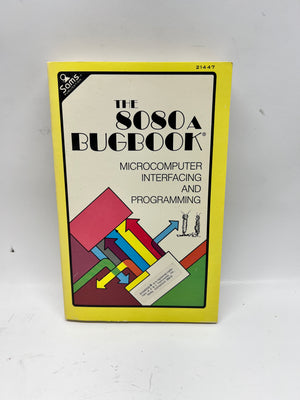 21447
Sams
THE
8080A
BUGBOOK®
MICROCOMPUTER
INTERFACING
AND
PROGRAMMING